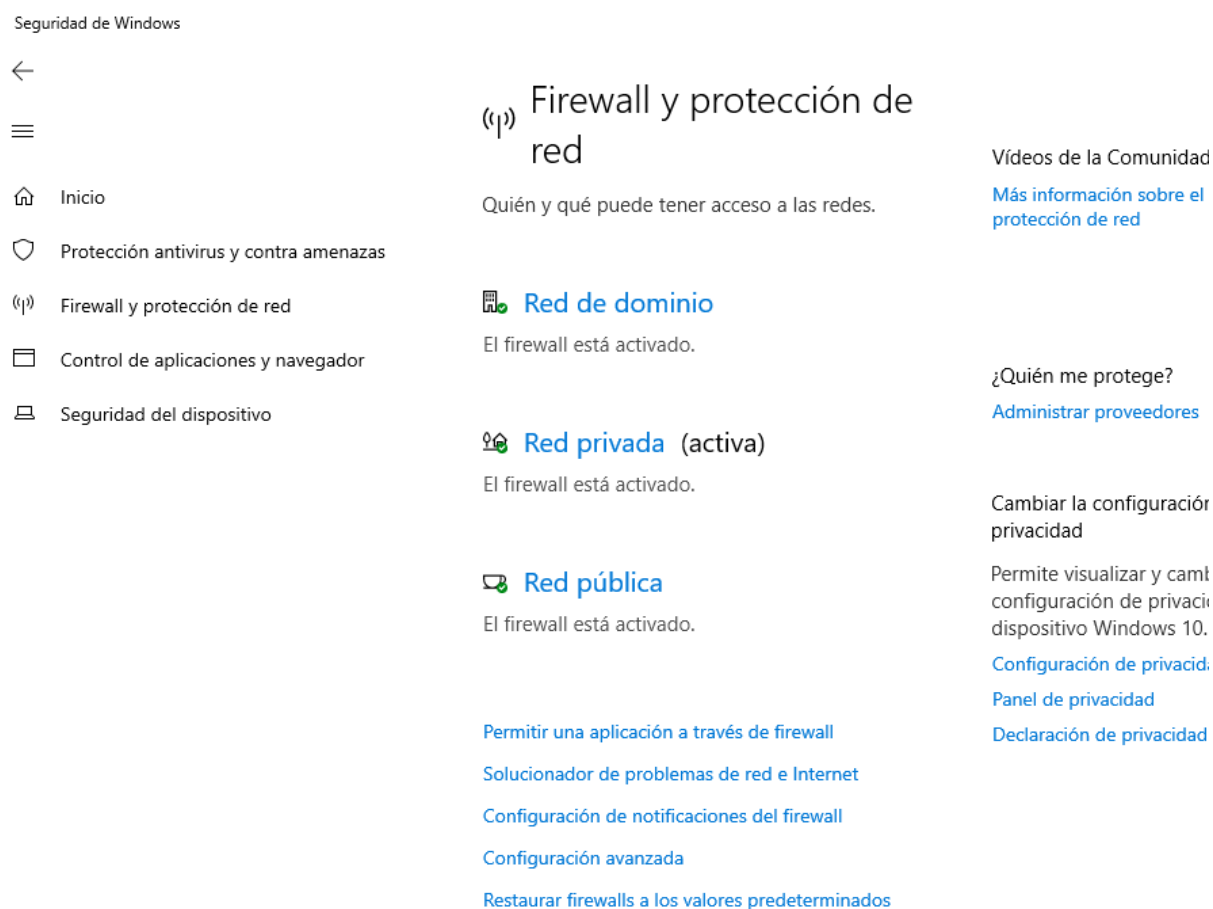 Seguridad de Windows
Inicio
Protección antivirus y contra amenazas
Firewall y protección de red
Control de aplicaciones y navegador
Seguridad del dispositivo
Firewall y protección de
red
Quién y qué puede tener acceso a las redes.
Red de dominio
El firewall está activado.
Red privada (activa)
El firewall está activado.
Red pública
El firewall está activado.
Permitir una aplicación a través de firewall
Solucionador de problemas de red e Internet
Configuración de notificaciones del firewall
Configuración avanzada
Restaurar firewalls a los valores predeterminados
Vídeos de la Comunidad
Más información sobre el
protección de red
¿Quién me protege?
Administrar proveedores
Cambiar la configuración
privacidad
Permite visualizar y camb
configuración de privacid
dispositivo Windows 10.
Configuración de privacida
Panel de privacidad
Declaración de privacidad